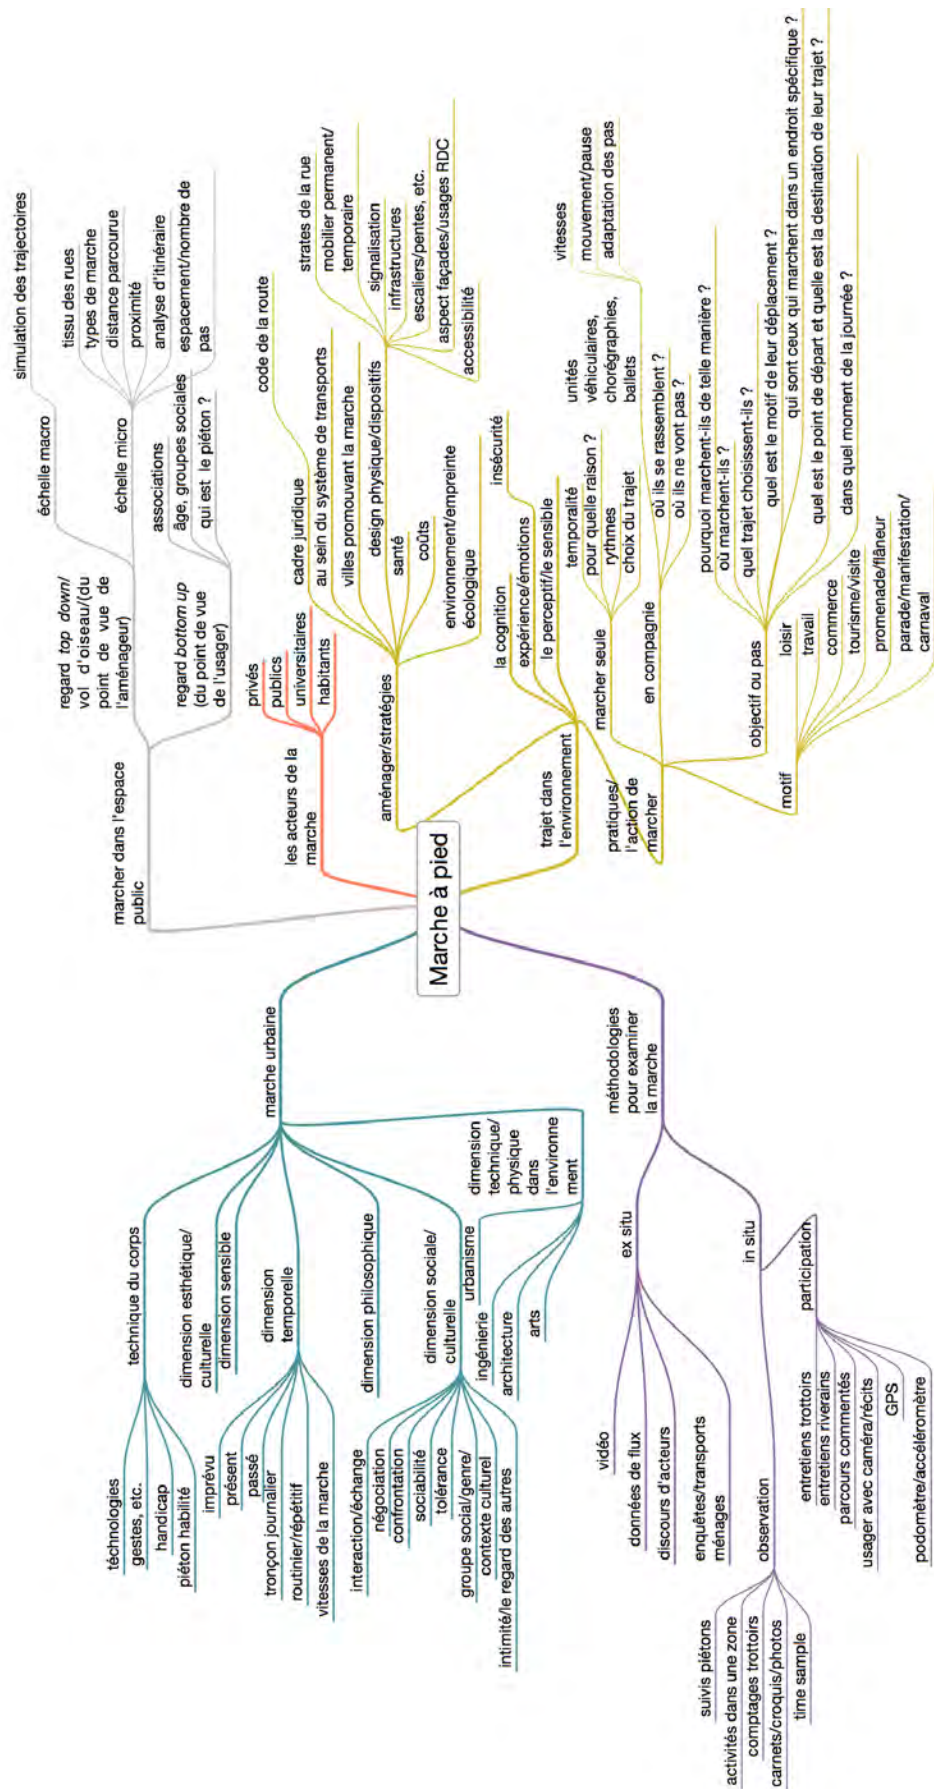 Marche à pied
marche urbaine
technique du corps
téchnologies
gestes, etc.
handicap
piéton habilité
dimension esthétique/
culturelle
dimension sensible
dimension
temporelle
imprévu
présent
passé
tronçon journalier
routinier/répétitif
vitesses de la marche
dimension philosophique
dimension sociale/
culturelle
interaction/échange
négociation
confrontation
sociabilité
tolérance
groupe social/genre/
contexte culturel
intimité/le regard des autres
dimension
technique/
physique
dans
l'environne
ment
urbanisme
ingénierie
architecture
arts
méthodologies
pour examiner
la marche
ex situ
vidéo
données de flux
discours d'acteurs
enquêtes/transports
ménages
in situ
observation
suivis piétons
activités dans une zone
comptages trottoirs
carnets/croquis/photos
time sample
participation
entretiens trottoirs
entretiens riverains
parcours commentés
usager avec caméra/récits
GPS
podomètre/accéléromètre
marcher dans l'espace
public
regard top down/
vol d'oiseau/(du
point de vue de
l'aménageur)
échelle macro
simulation des trajectoires
échelle micro
tissu des rues
types de marche
distance parcourue
proximité
analyse d'itinéraire
espacement/nombre de
pas
regard bottom up
(du point de vue
de l'usager)
associations
âge, groupes sociales
qui est le piéton ?
les acteurs de la
marche
privés
publics
universitaires
habitants
aménager/stratégies
cadre juridique
code de la route
au sein du système de transports
villes promouvant la marche
design physique/dispositifs
strates de la rue
mobilier permanent/
temporaire
signalisation
infrastructures
escaliers/pentes, etc.
aspect façades/usages RDC
accessibilité
santé
coûts
environnement/empreinte
écologique
trajet dans
l'environnement
la cognition
expérience/émotions
insécurité
le perceptif/le sensible
pratiques/
l'action de
marcher
marcher seule
temporalité
pour quelle raison ?
rythmes
choix du trajet
en compagnie
unités
véhiculaires,
chorégraphies,
ballets
vitesses
mouvement/pause
adaptation des pas
où ils se rassemblent ?
où ils ne vont pas ?
objectif ou pas
pourquoi marchent-ils de telle manière ?
où marchent-ils ?
quel trajet choisissent-ils ?
quel est le motif de leur déplacement ?
qui sont ceux qui marchent dans un endroit spécifique ?
quel est le point de départ et quelle est la destination de leur trajet ?
dans quel moment de la journée ?
motif
loisir
travail
commerce
tourisme/visite
promenade/flâneur
parade/manifestation/
carnaval